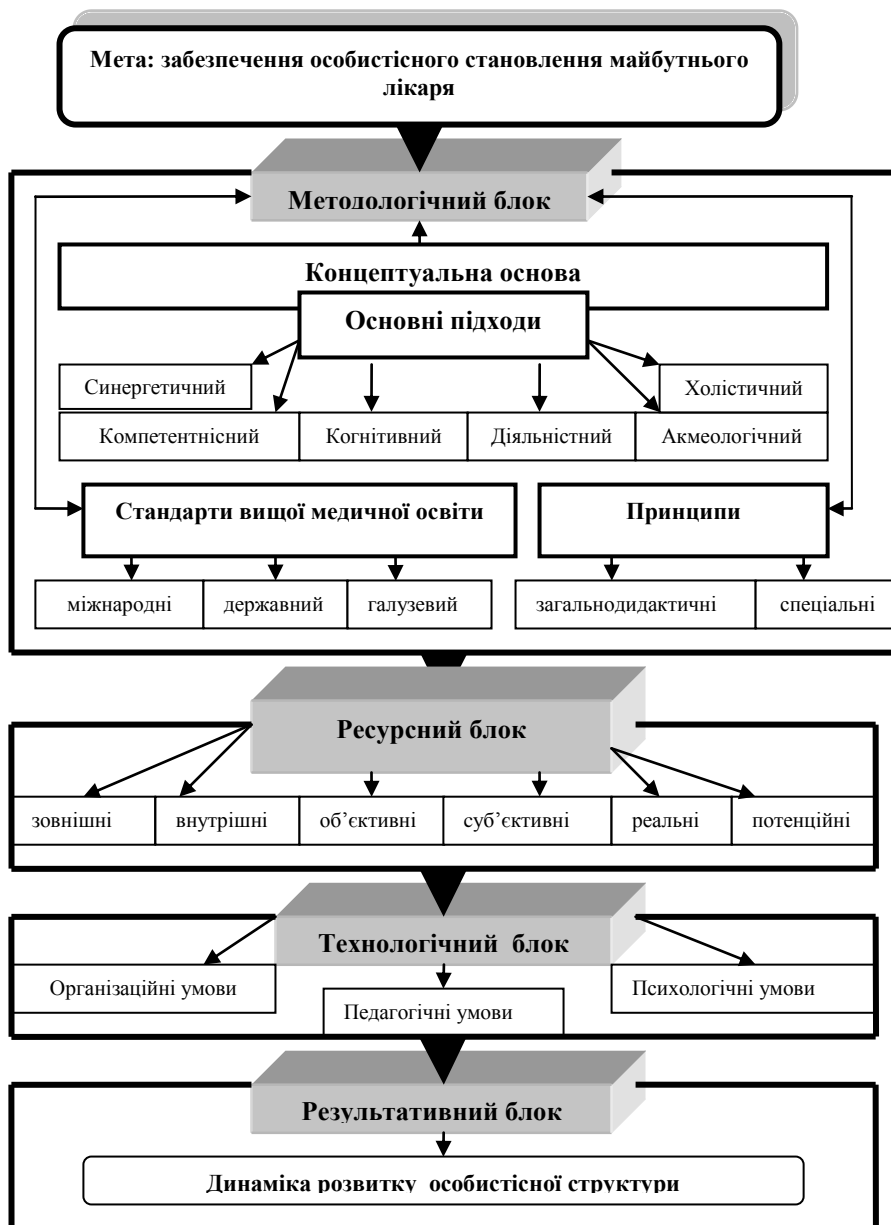 Мета: забезпечення особистісного становлення майбутнього
лікаря
Методологічний блок
Концептуальна основа
Основні підходи
Синергетичний
Холістичний
Компетентнісний
Когнітивний
Діяльністний
Акмеологічний
Стандарти вищої медичної освіти
Принципи
міжнародні
державний
галузевий
загальнодидактичні
спеціальні
Ресурсний блок
зовнішні
внутрішні
об’єктивні
суб’єктивні
реальні
потенційні
Технологічний блок
Організаційні умови
Педагогічні умови
Психологічні умови
Результативний блок
Динаміка розвитку особистісної структури